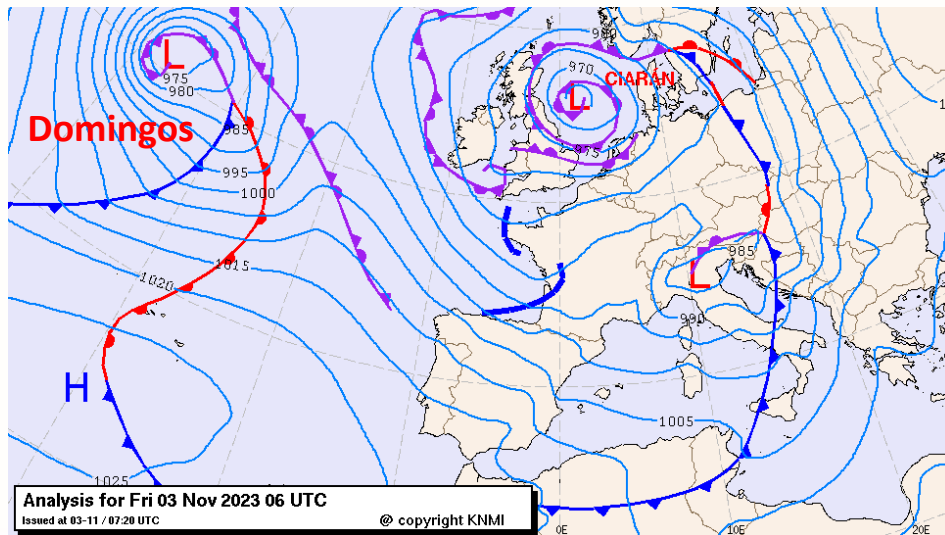 L
975
980
Domingos
985
995
1000
1015
1020
H
1025
980
970
CIARÁN
L
975
985
L
990
1005
Analysis for Fri 03 Nov 2023 06 UTC
Issued at 03-11 / 07:20 UTC
@ copyright KNMI
0E
10E
20E